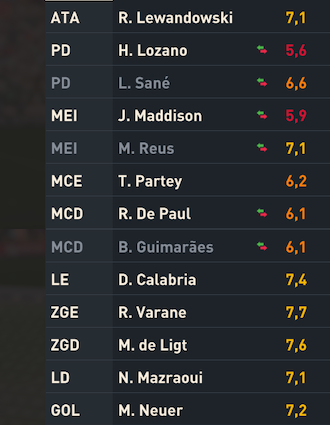 ATA R. Lewandowski 7,1
PD H. Lozano 5,6
PD L. Sané 6,6
MEI J. Maddison 5,9
MEI M. Reus 7,1
MCE T. Partey 6,2
MCD R. De Paul 6,1
MCD B. Guimarães 6,1
LE D. Calabria 7,4
ZGE R. Varane 7,7
ZGD M. de Ligt 7,6
LD N. Mazraoui 7,1
GOL M. Neuer 7,2